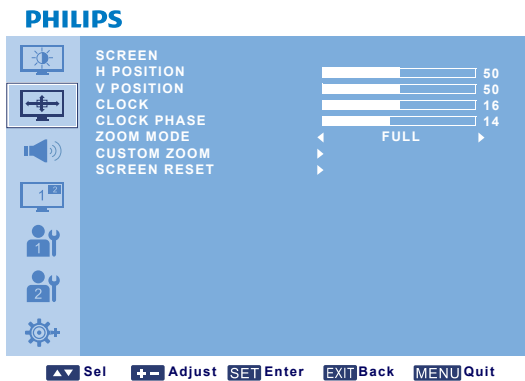 PHILIPS
SCREEN
H POSITION 50
V POSITION 50
CLOCK 16
CLOCK PHASE 14
ZOOM MODE FULL
CUSTOM ZOOM
SCREEN RESET
1 2
1
2
Sel Adjust SET Enter EXIT Back MENU Quit